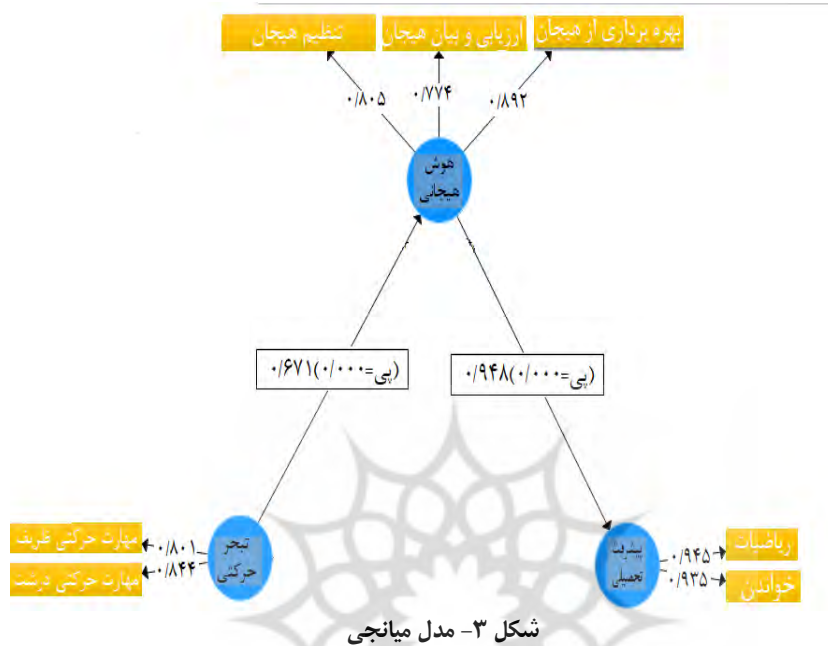 بهره برداری از هیجان
ارزیابی و بیان هیجان
تنظیم هیجان
۰/۸۹۲
۰/۷۷۴
۰/۸۰۵
هوش
هیجانی
۰/۹۴۸(۰/۰۰۰=پی)
۰/۶۷۱(۰/۰۰۰=پی)
ریاضیات
۰/۹۴۵
پیشرفت
تحصیلی
خواندن
۰/۹۳۵
تبحر
حرکتی
۰/۸۰۱
مهارت حرکتی ظریف
۰/۸۴۴
مهارت حرکتی درشت
شکل ۳- مدل میانجی